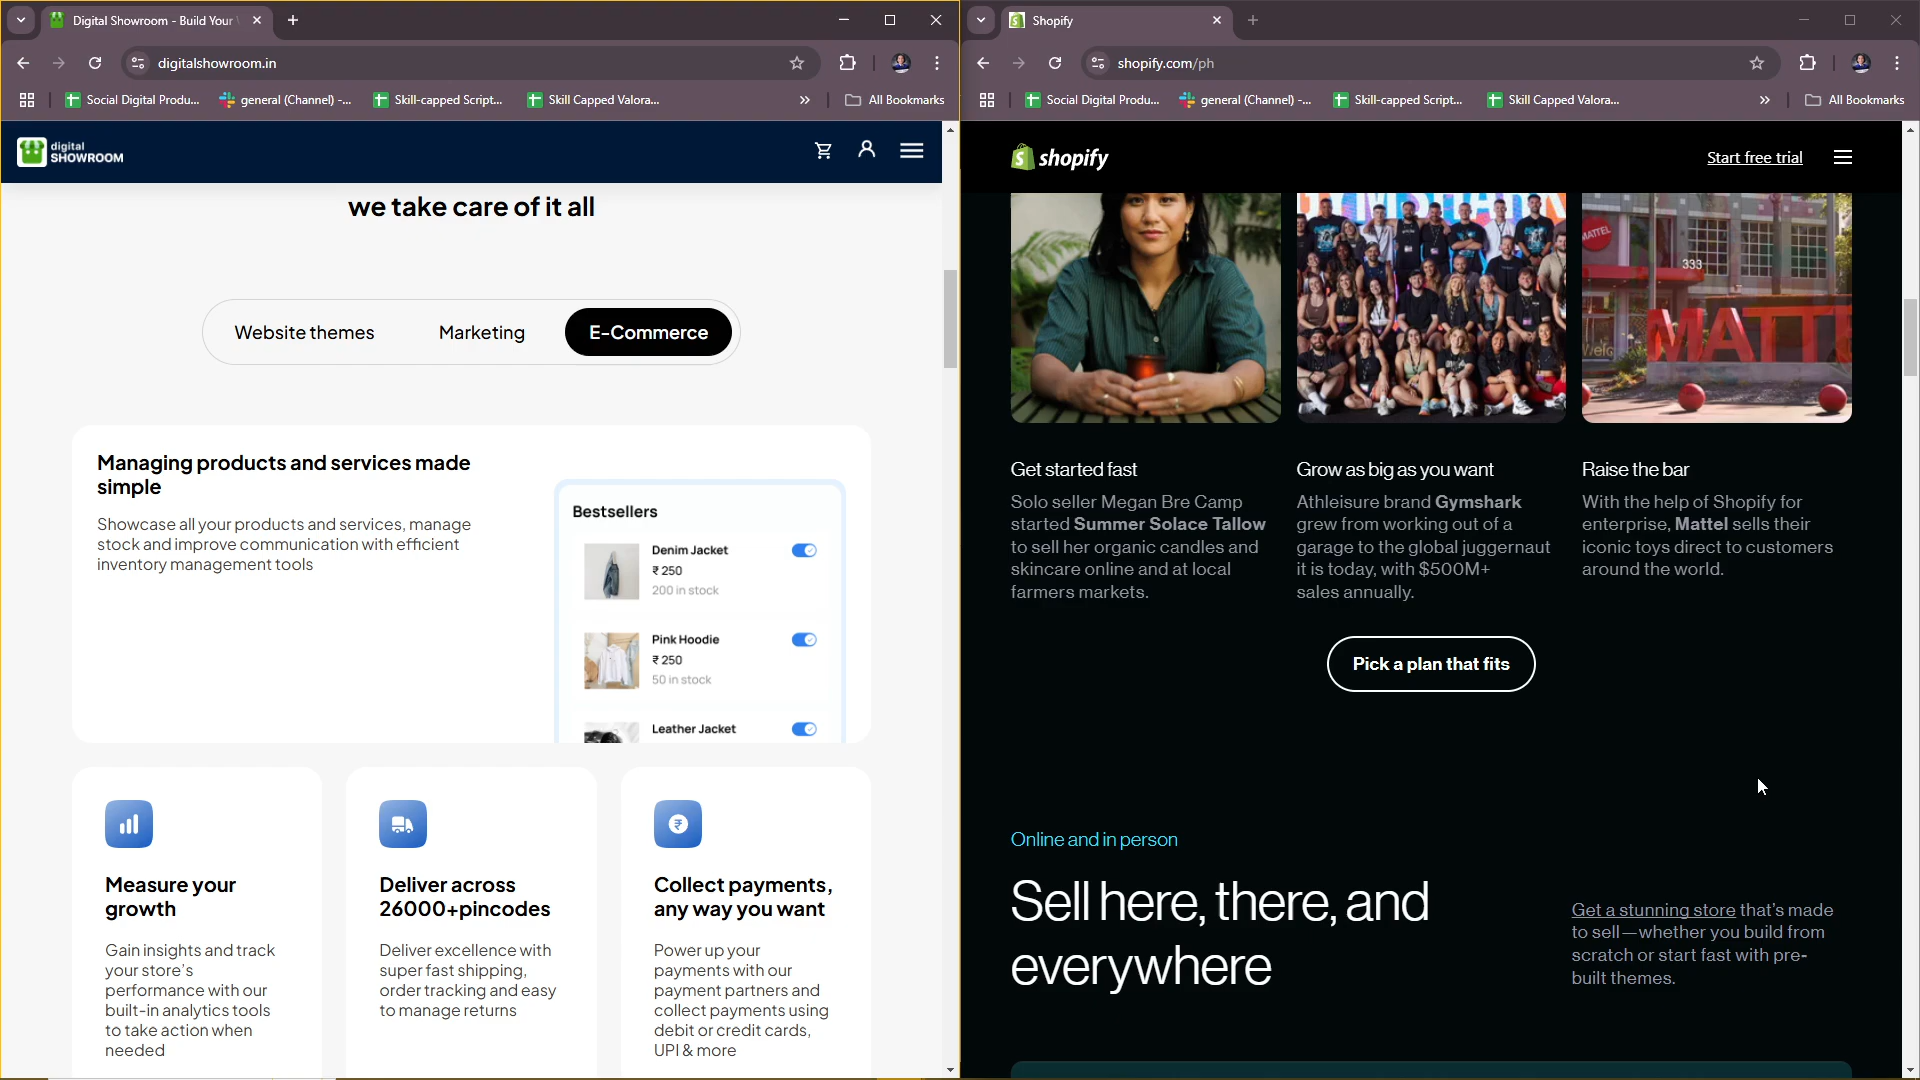 Digital Showroom - Build Your
digitalshowroom.in
Social Digital Produ...
general (Channel) -...
Skill-capped Script...
Skill Capped Valora...
»
All Bookmarks
digital
SHOWROOM
we take care of it all
Website themes
Marketing
E-Commerce
Managing products and services made
simple
Showcase all your products and services, manage
stock and improve communication with efficient
inventory management tools
Bestsellers
Denim Jacket
₹ 250
200 in stock
Pink Hoodie
₹ 250
50 in stock
Leather Jacket
Measure your
growth
Gain insights and track
your store's
performance with our
built-in analytics tools
to take action when
needed
Deliver across
26000+pincodes
Deliver excellence with
super fast shipping,
order tracking and easy
to manage returns
Collect payments,
any way you want
Power up your
payments with our
payment partners and
collect payments using
debit or credit cards,
UPI & more
Shopify
shopify.com/ph
Social Digital Produ...
general (Channel) -...
Skill-capped Script...
Skill Capped Valora...
»
All Bookmarks
shopify
Start free trial
GYMSHARK
MATTEL
333
MATT
Get started fast
Solo seller Megan Bre Camp
started Summer Solace Tallow
to sell her organic candles and
skincare online and at local
farmers markets.
Grow as big as you want
Athleisure brand Gymshark
grew from working out of a
garage to the global juggernaut
it is today, with $500M+
sales annually.
Raise the bar
With the help of Shopify for
enterprise, Mattel sells their
iconic toys direct to customers
around the world.
Pick a plan that fits
Online and in person
Sell here, there, and
everywhere
Get a stunning store that's made
to sell—whether you build from
scratch or start fast with pre-
built themes.